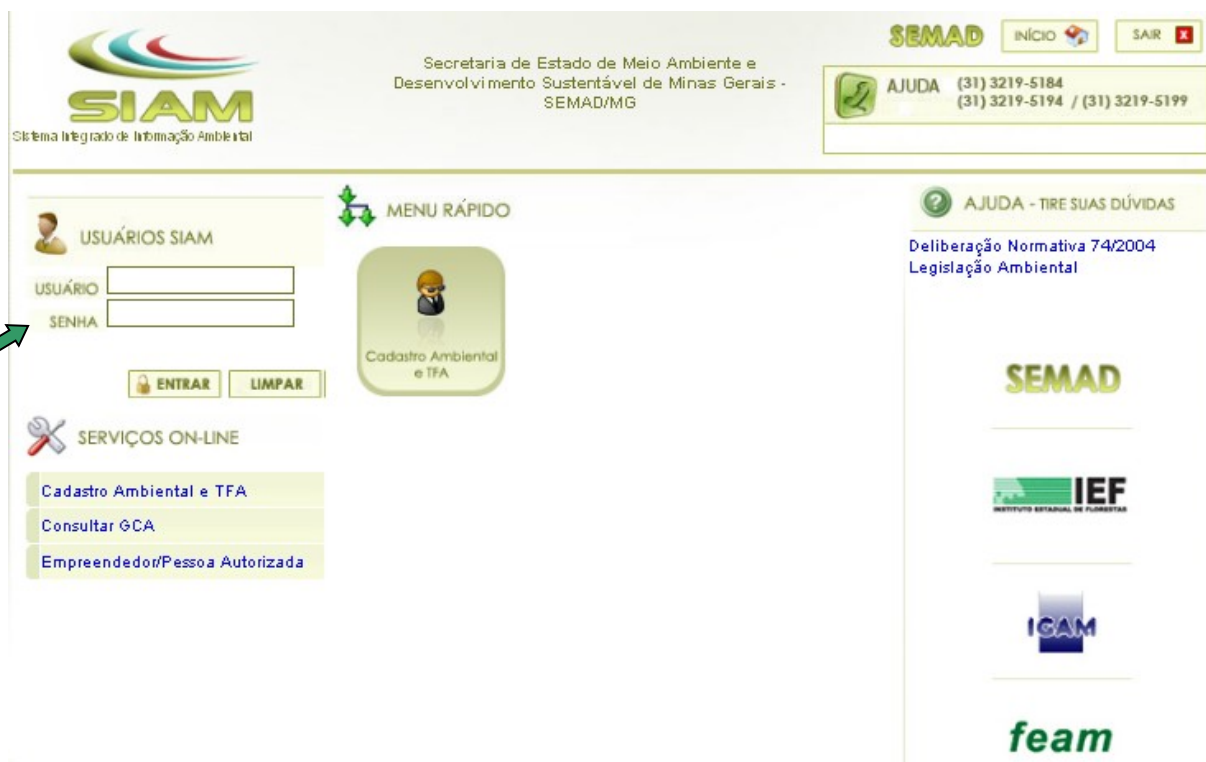 SIAM
Sistema Integrado de Informação Ambiental
Secretaria de Estado de Meio Ambiente e
Desenvolvimento Sustentável de Minas Gerais -
SEMAD/MG
SEMAD
INÍCIO
SAIR
AJUDA (31) 3219-5184
(31) 3219-5194 / (31) 3219-5199
USUÁRIOS SIAM
USUÁRIO
SENHA
ENTRAR
LIMPAR
SERVIÇOS ON-LINE
Cadastro Ambiental e TFA
Consultar GCA
Empreendedor/Pessoa Autorizada
MENU RÁPIDO
Cadastro Ambiental
e TFA
AJUDA - TIRE SUAS DÚVIDAS
Deliberação Normativa 74/2004
Legislação Ambiental
SEMAD
IEF
INSTITUTO ESTADUAL DE FLORESTAS
IGAM
feam